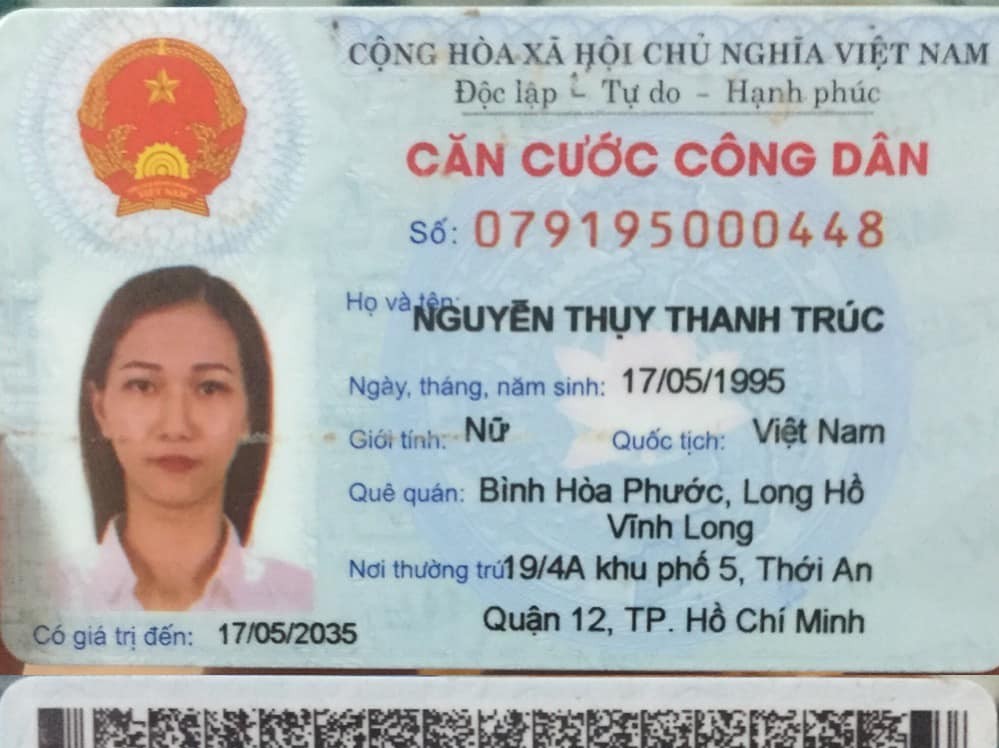 CỘNG HÒA XÃ HỘI CHỦ NGHĨA VIỆT NAM
Độc lập - Tự do - Hạnh phúc
CĂN CƯỚC CÔNG DÂN
Số: 079195000448
Họ và tên: NGUYỄN THỤY THANH TRÚC
Ngày, tháng, năm sinh: 17/05/1995
Giới tính: Nữ Quốc tịch: Việt Nam
Quê quán: Bình Hòa Phước, Long Hồ
Vĩnh Long
Nơi thường trú 19/4A khu phố 5, Thới An
Quận 12, TP. Hồ Chí Minh
Có giá trị đến: 17/05/2035